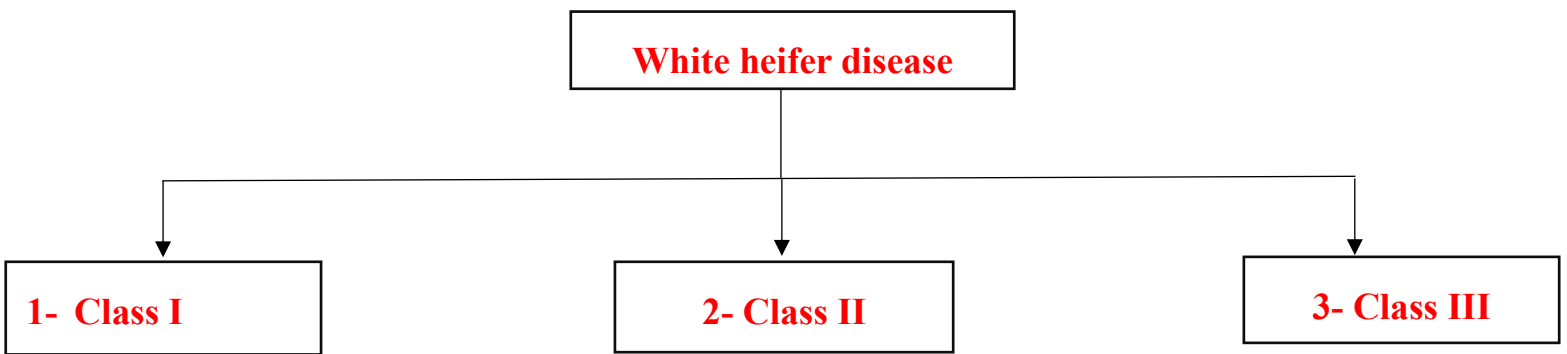 White heifer disease
1- Class I
2- Class II
3- Class III